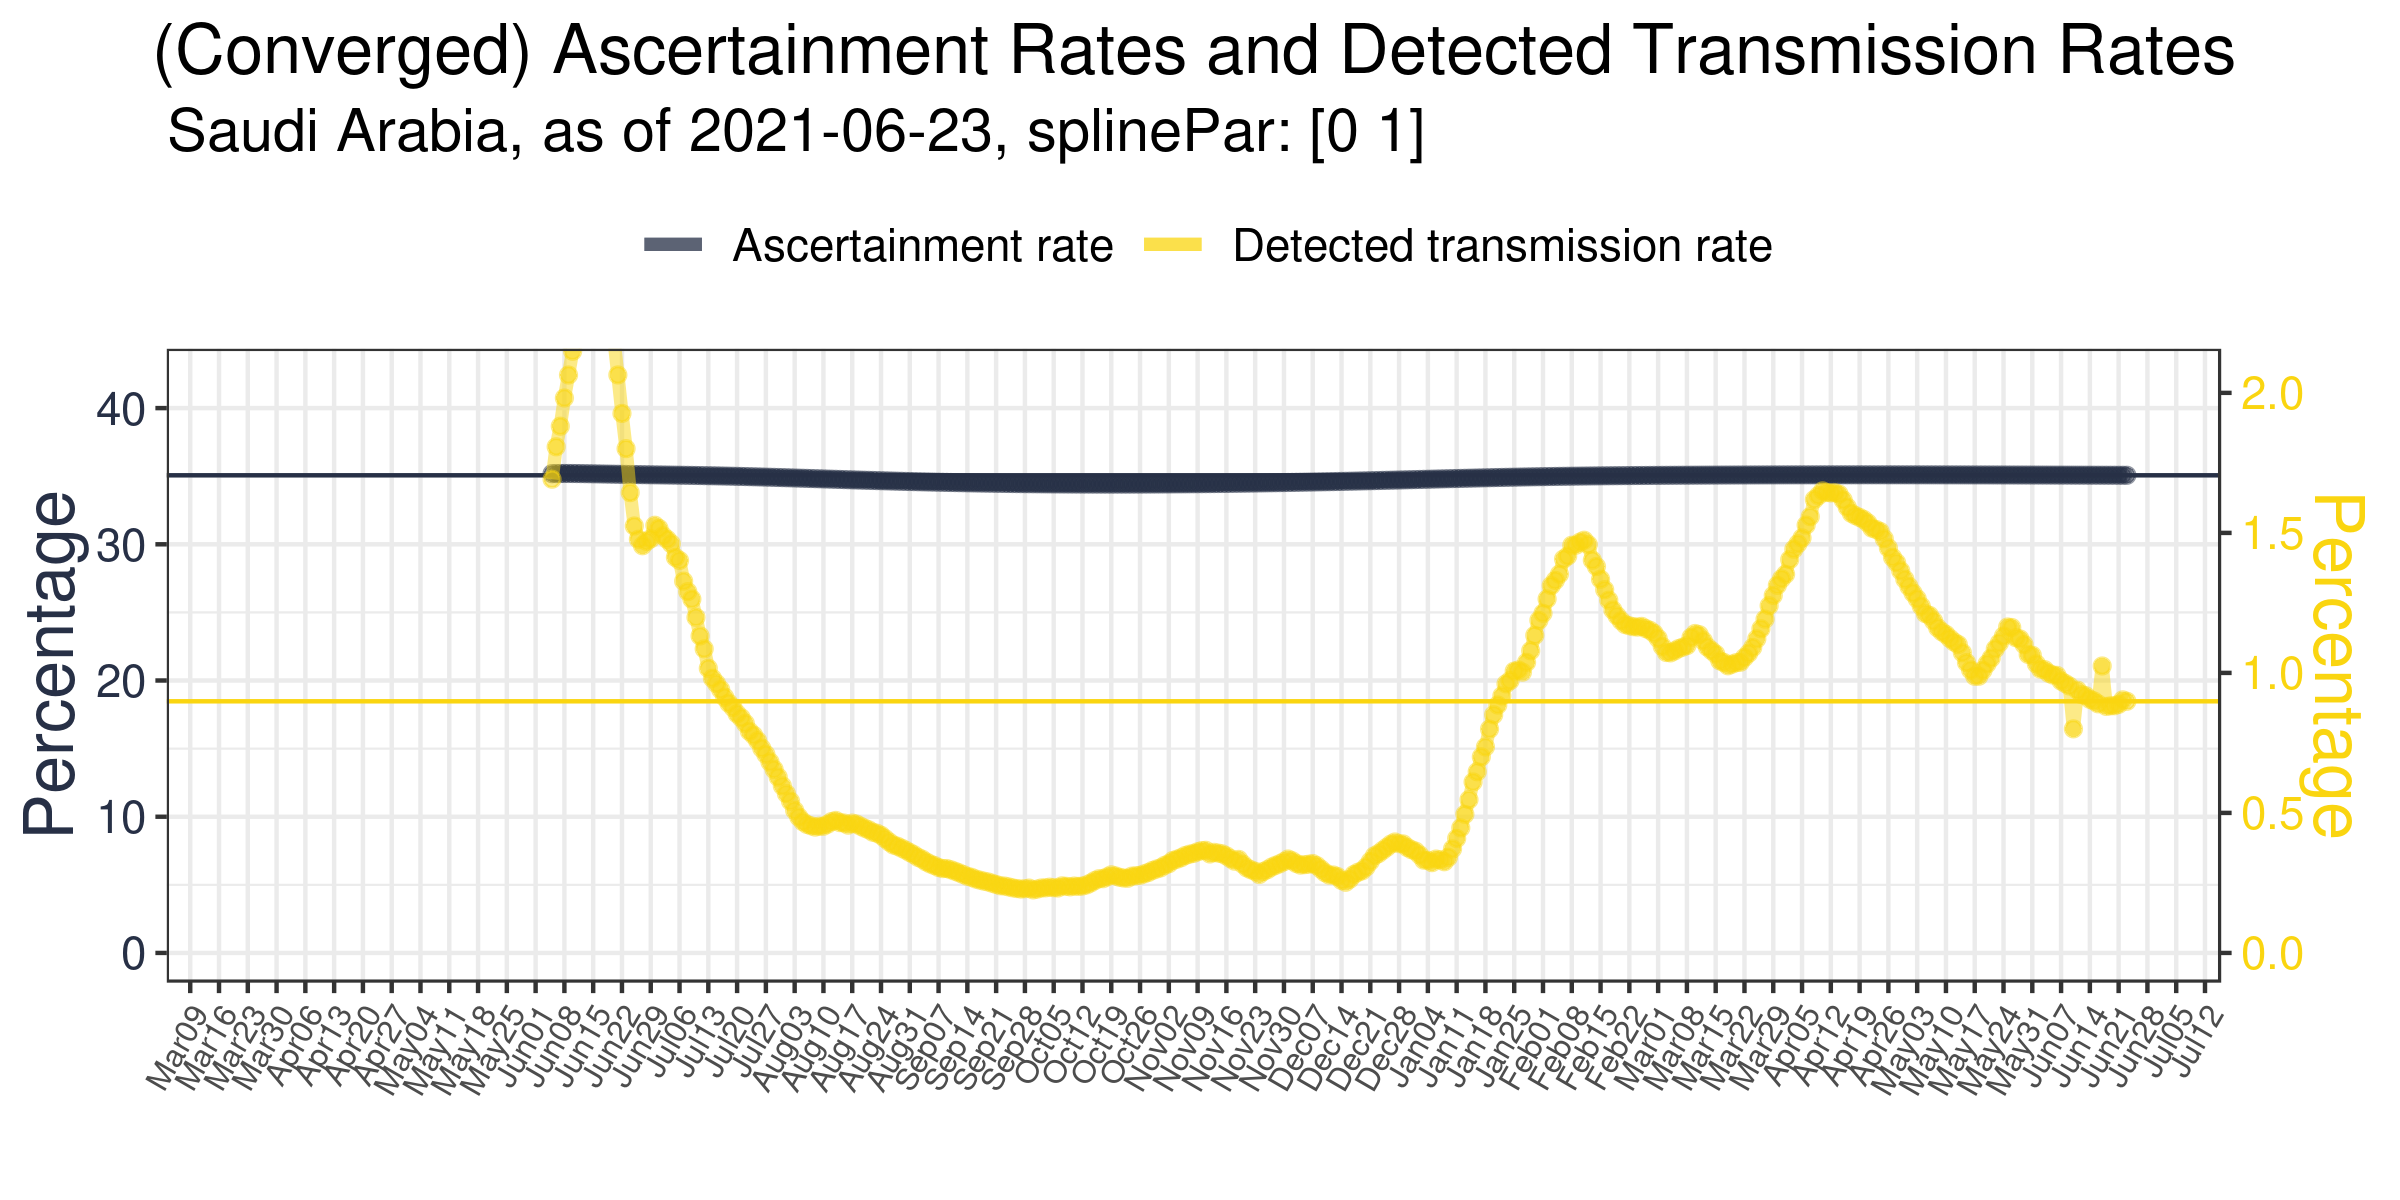 (Converged) Ascertainment Rates and Detected Transmission Rates
Saudi Arabia, as of 2021-06-23, splinePar: [0 1]
Ascertainment rate
Detected transmission rate
Percentage
40
30
20
10
0
2.0
1.5
1.0
0.5
0.0
Percentage
Mar09
Mar16
Mar23
Mar30
Apr06
Apr13
Apr20
Apr27
May04
May11
May18
May25
Jun01
Jun08
Jun15
Jun22
Jun29
Jul06
Jul13
Jul20
Jul27
Aug03
Aug10
Aug17
Aug24
Aug31
Sep07
Sep14
Sep21
Sep28
Oct05
Oct12
Oct19
Oct26
Nov02
Nov09
Nov16
Nov23
Nov30
Dec07
Dec14
Dec21
Dec28
Jan04
Jan11
Jan18
Jan25
Feb01
Feb08
Feb15
Feb22
Mar01
Mar08
Mar15
Mar22
Mar29
Apr05
Apr12
Apr19
Apr26
May03
May10
May17
May24
May31
Jun07
Jun14
Jun21
Jun28
Jul05
Jul12